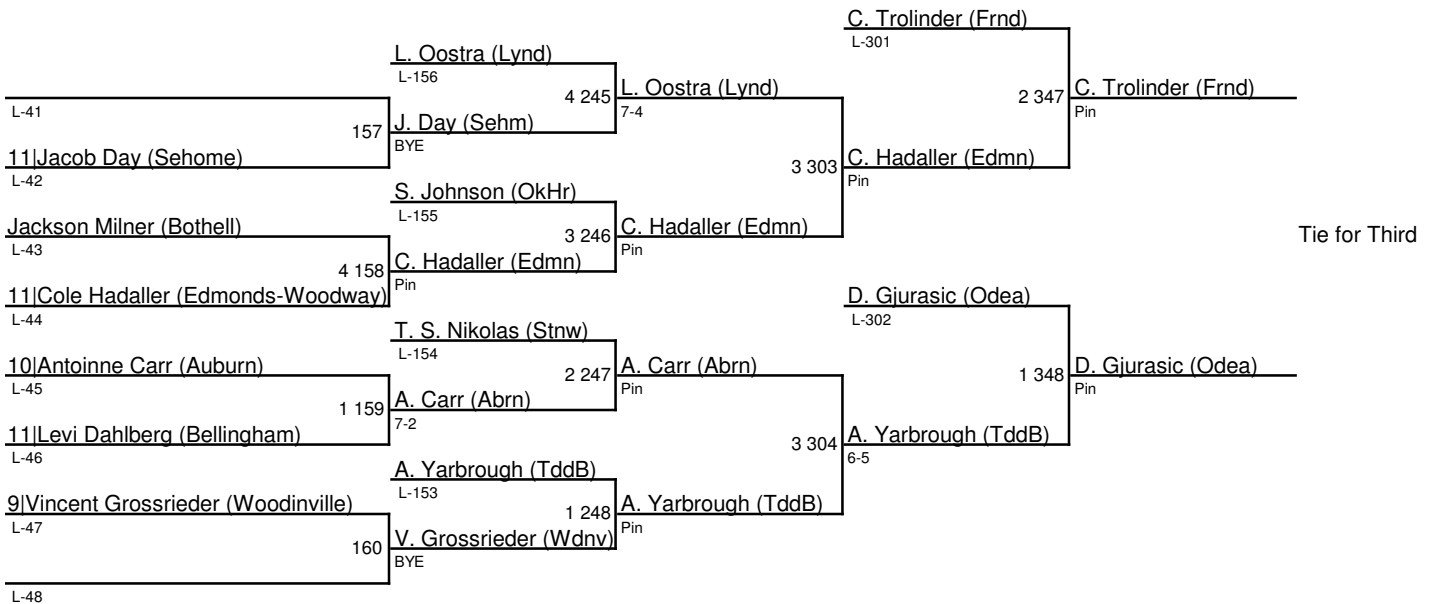 C. Trolinder (Frnd)
L-301
L. Oostra (Lynd)
L-156
4 245
L. Oostra (Lynd)
7-4
2 347
C. Trolinder (Frnd)
Pin
L-41
157
J. Day (Sehm)
BYE
11|Jacob Day (Sehome)
L-42
3 303
C. Hadaller (Edmn)
Pin
S. Johnson (OkHr)
L-155
Jackson Milner (Bothell)
L-43
3 246
C. Hadaller (Edmn)
Pin
Tie for Third
4 158
C. Hadaller (Edmn)
Pin
11|Cole Hadaller (Edmonds-Woodway)
L-44
D. Gjurasic (Odea)
L-302
T. S. Nikolas (Stnw)
L-154
10|Antoinne Carr (Auburn)
L-45
2 247
A. Carr (Abrn)
Pin
1 348
D. Gjurasic (Odea)
Pin
1 159
A. Carr (Abrn)
7-2
11|Levi Dahlberg (Bellingham)
L-46
3 304
A. Yarbrough (TddB)
6-5
A. Yarbrough (TddB)
L-153
9|Vincent Grossrieder (Woodinville)
L-47
1 248
A. Yarbrough (TddB)
Pin
160
V. Grossrieder (Wdnv)
BYE
L-48